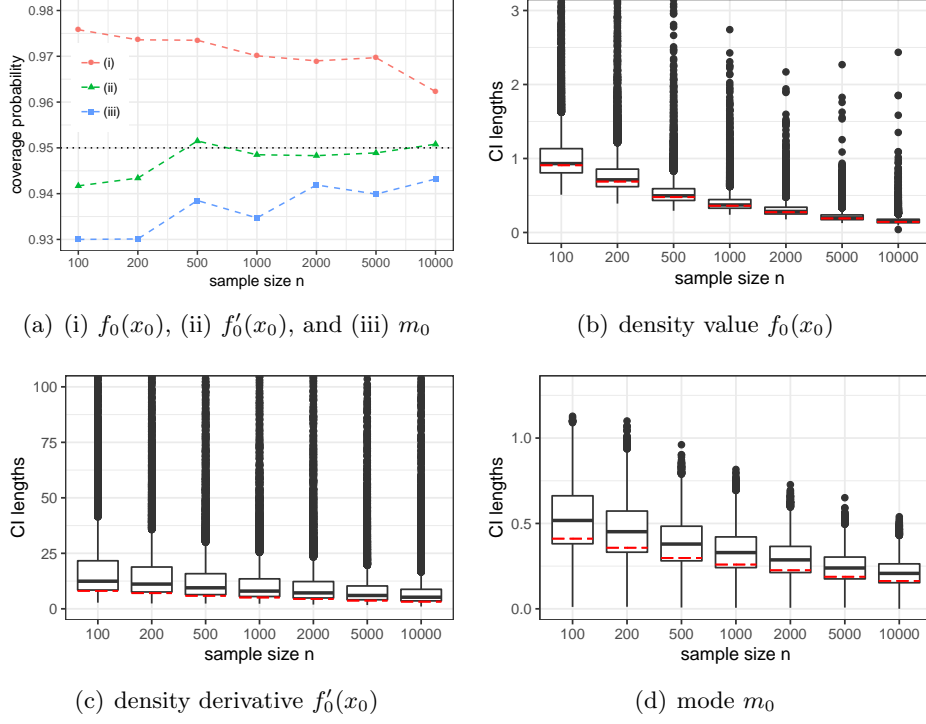 0.98
0.97
0.96
0.95
0.94
0.93
coverage probability
(i)
(ii)
(iii)
100 200 500 1000 2000 5000 10000
sample size n
(a) (i) f₀(x₀), (ii) f₀′(x₀), and (iii) m₀
3
2
1
0
CI lengths
100 200 500 1000 2000 5000 10000
sample size n
(b) density value f₀(x₀)
100
75
50
25
0
CI lengths
100 200 500 1000 2000 5000 10000
sample size n
(c) density derivative f₀′(x₀)
1.0
0.5
0.0
CI lengths
100 200 500 1000 2000 5000 10000
sample size n
(d) mode m₀